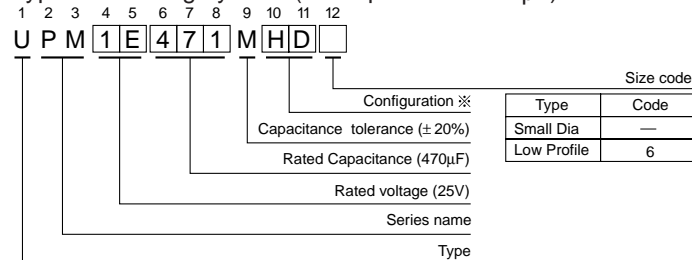 1 2 3 4 5 6 7 8 9 10 11 12
U P M 1 E 4 7 1 M H D
Size code
Configuration ※
Type Code
Capacitance tolerance (± 20%)
Small Dia —
Rated Capacitance (470µF)
Low Profile 6
Rated voltage (25V)
Series name
Type